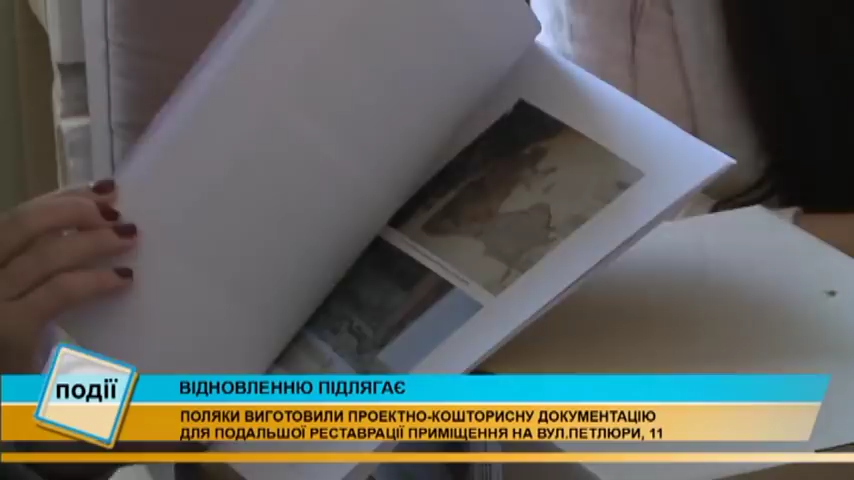 ВІДНОВЛЕННЮ ПІДЛЯГАЄ
події
ПОЛЯКИ ВИГОТОВИЛИ ПРОЕКТНО-КОШТОРИСНУ ДОКУМЕНТАЦІЮ
ДЛЯ ПОДАЛЬШОЇ РЕСТАВРАЦІЇ ПРИМІЩЕННЯ НА ВУЛ.ПЕТЛЮРИ, 11